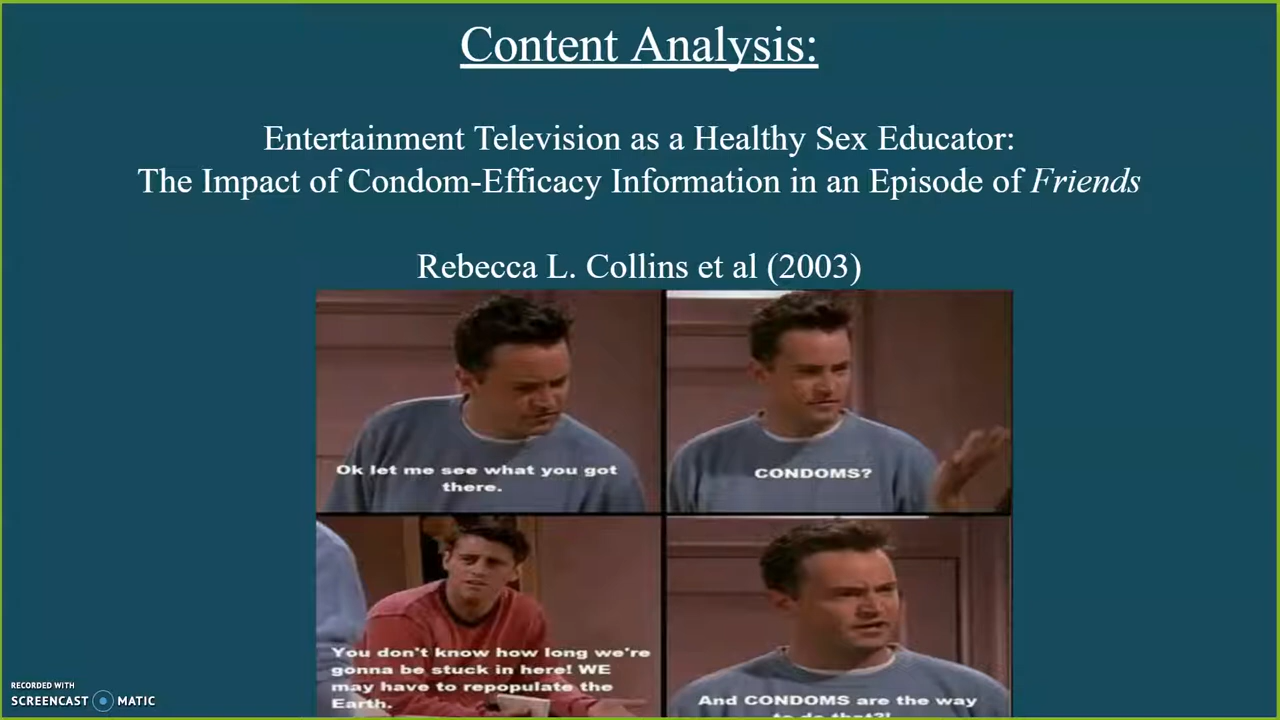 Content Analysis:
Entertainment Television as a Healthy Sex Educator:
The Impact of Condom-Efficacy Information in an Episode of Friends
Rebecca L. Collins et al (2003)
Ok let me see what you got
there.
CONDOMS?
You don't know how long we're
gonna be stuck in here! WE
may have to repopulate the
Earth.
And CONDOMS are the way
to do that?!
RECORDED WITH
SCREENCAST MATIC